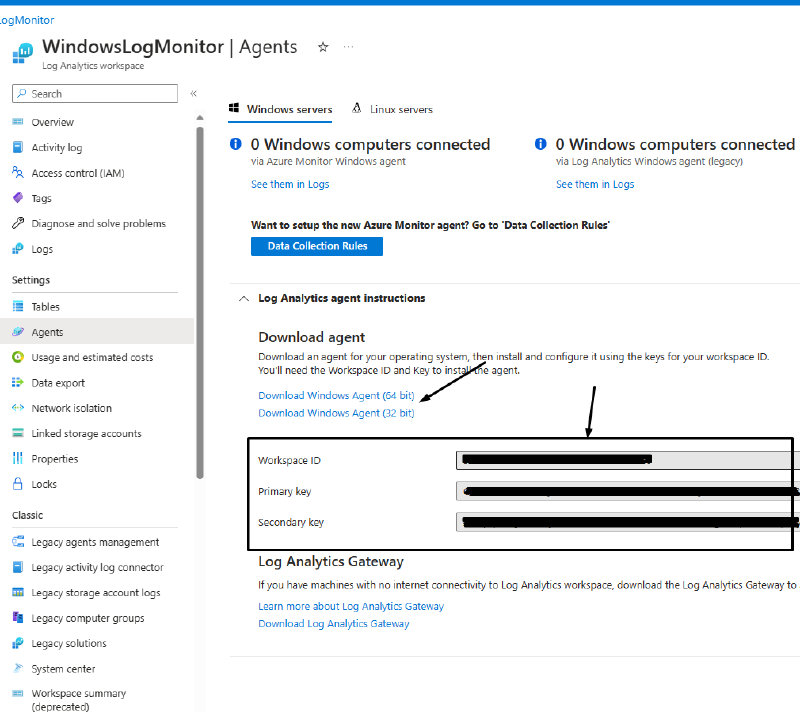 LogMonitor
WindowsLogMonitor | Agents
Log Analytics workspace
Search
Overview
Activity log
Access control (IAM)
Tags
Diagnose and solve problems
Logs
Settings
Tables
Agents
Usage and estimated costs
Data export
Network isolation
Linked storage accounts
Properties
Locks
Classic
Legacy agents management
Legacy activity log connector
Legacy storage account logs
Legacy computer groups
Legacy solutions
System center
Workspace summary
(deprecated)
Windows servers
Linux servers
0 Windows computers connected
via Azure Monitor Windows agent
See them in Logs
0 Windows computers connected
via Log Analytics Windows agent (legacy)
See them in Logs
Want to setup the new Azure Monitor agent? Go to 'Data Collection Rules'
Data Collection Rules
Log Analytics agent instructions
Download agent
Download an agent for your operating system, then install and configure it using the keys for your workspace ID.
You'll need the Workspace ID and Key to install the agent.
Download Windows Agent (64 bit)
Download Windows Agent (32 bit)
Workspace ID
Primary key
Secondary key
Log Analytics Gateway
If you have machines with no internet connectivity to Log Analytics workspace, download the Log Analytics Gateway to
Learn more about Log Analytics Gateway
Download Log Analytics Gateway